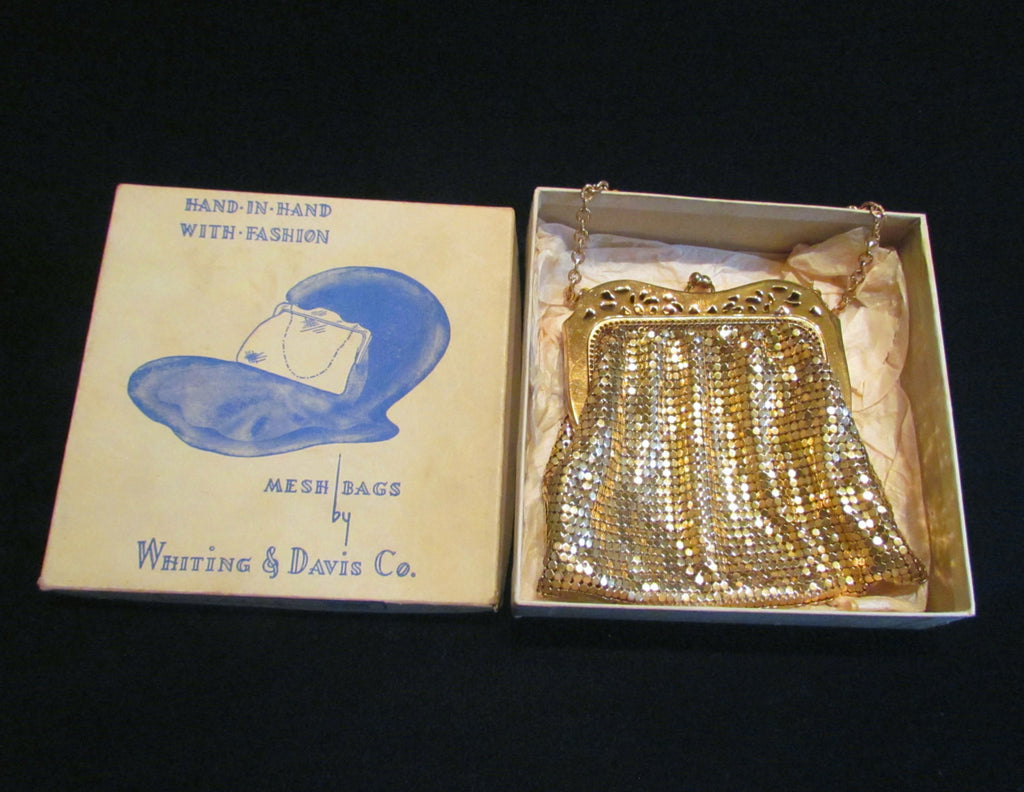 HAND·IN·HAND
WITH·FASHION
MESH BAGS
by
WHITING & DAVIS CO.